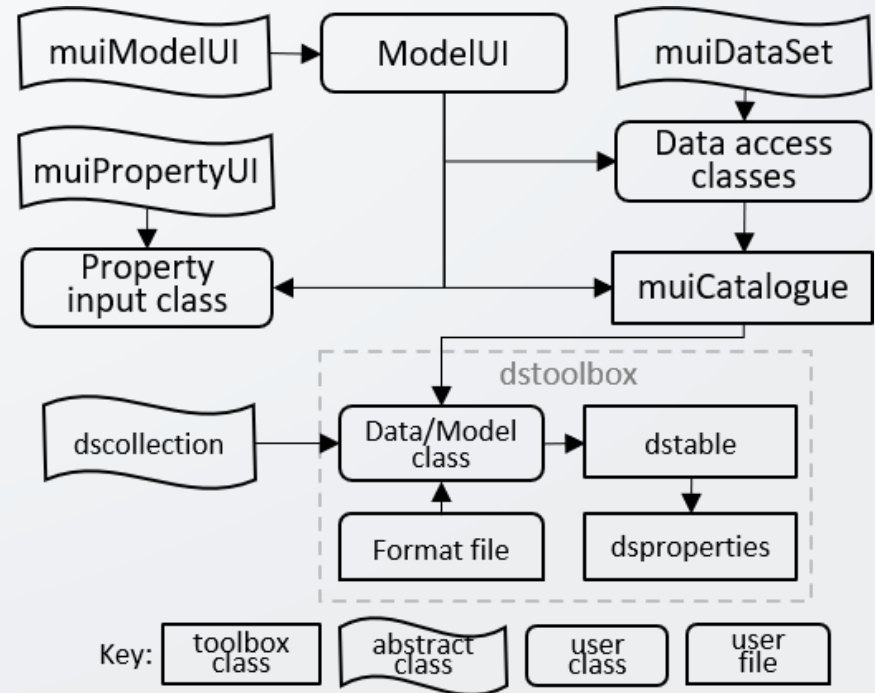 muiModelUI
ModelUI
muiDataSet
muiPropertyUI
Data access
classes
Property
input class
muiCatalogue
dstoolbox
dscollection
Data/Model
class
dstable
Format file
dsproperties
Key:
toolbox
class
abstract
class
user
class
user
file